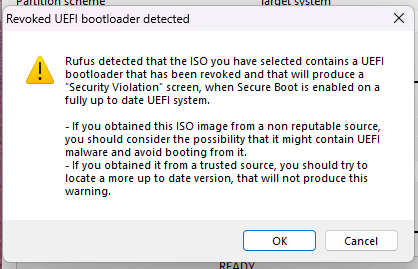 Partition scheme Target system
Revoked UEFI bootloader detected
Rufus detected that the ISO you have selected contains a UEFI
bootloader that has been revoked and that will produce a
"Security Violation" screen, when Secure Boot is enabled on a
fully up to date UEFI system.
- If you obtained this ISO image from a non reputable source,
you should consider the possibility that it might contain UEFI
malware and avoid booting from it.
- If you obtained it from a trusted source, you should try to
locate a more up to date version, that will not produce this
warning.
OK Cancel
READY